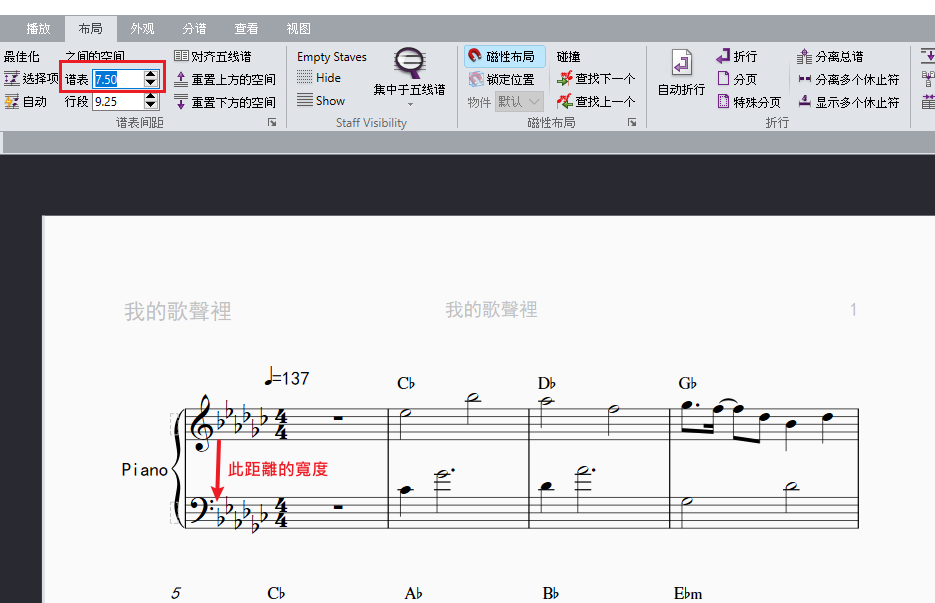 播放 布局 外观 分谱 查看 视图
最佳化 之间的空间 对齐五线谱 Empty Staves 磁性布局 碰撞 折行 分离总谱
选择项 谱表 7.50 重置上方的空间 Hide 集中于五线谱 锁定位置 查找下一个 自动折行 分页 分离多个休止符
自动 行段 9.25 重置下方的空间 Show 物件 默认 查找上一个 特殊分页 显示多个休止符
谱表间距 Staff Visibility 磁性布局 折行
我的歌聲裡 我的歌聲裡 1
♩=137
C♭ D♭ G♭
Piano
此距離的寬度
5 C♭ A♭ B♭ E♭m